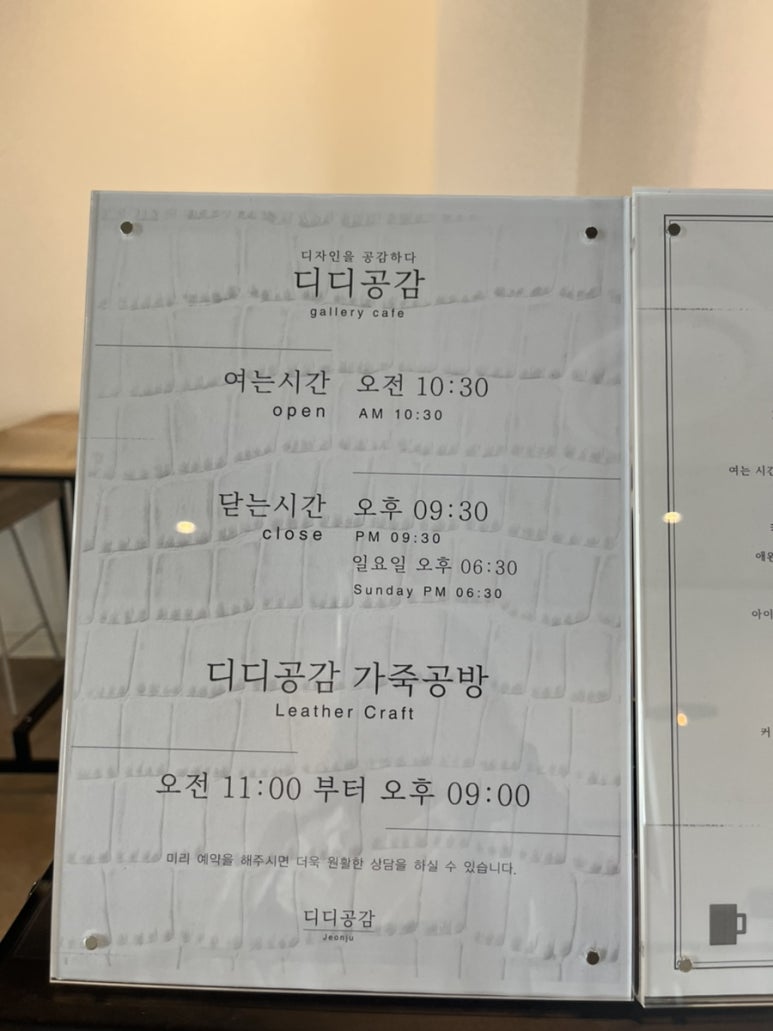 디자인을 공감하다
디디공감
gallery cafe
여는시간 오전 10:30
open AM 10:30
닫는시간 오후 09:30
close PM 09:30
일요일 오후 06:30
Sunday PM 06:30
디디공감 가죽공방
Leather Craft
오전 11:00 부터 오후 09:00
미리 예약을 해주시면 더욱 원활한 상담을 하실 수 있습니다.
디디공감
Jeonju
여는 시간
애완
아이
커